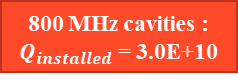 800 MHz cavities :
Q_installed = 3.0E+10